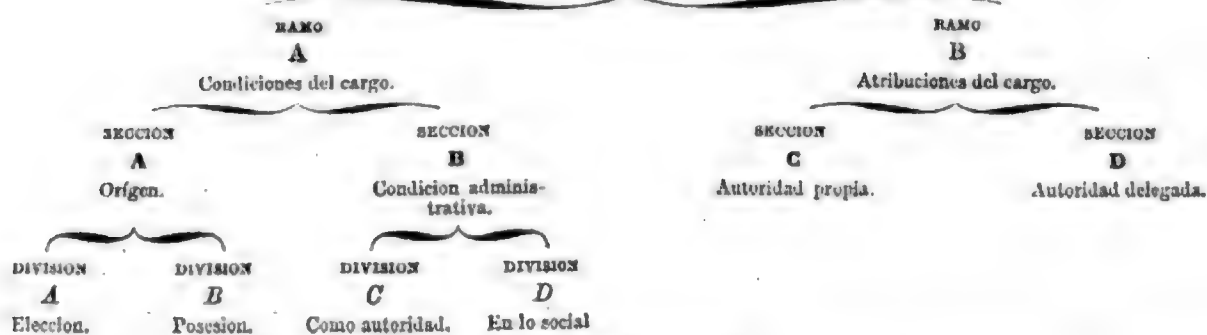 RAMO
A
Condiciones del cargo.
RAMO
B
Atribuciones del cargo.
SECCION
A
Orígen.
SECCION
B
Condicion adminis-
trativa.
SECCION
C
Autoridad propia.
SECCION
D
Autoridad delegada.
DIVISION
A
Eleccion.
DIVISION
B
Posesion.
DIVISION
C
Como autoridad.
DIVISION
D
En lo social